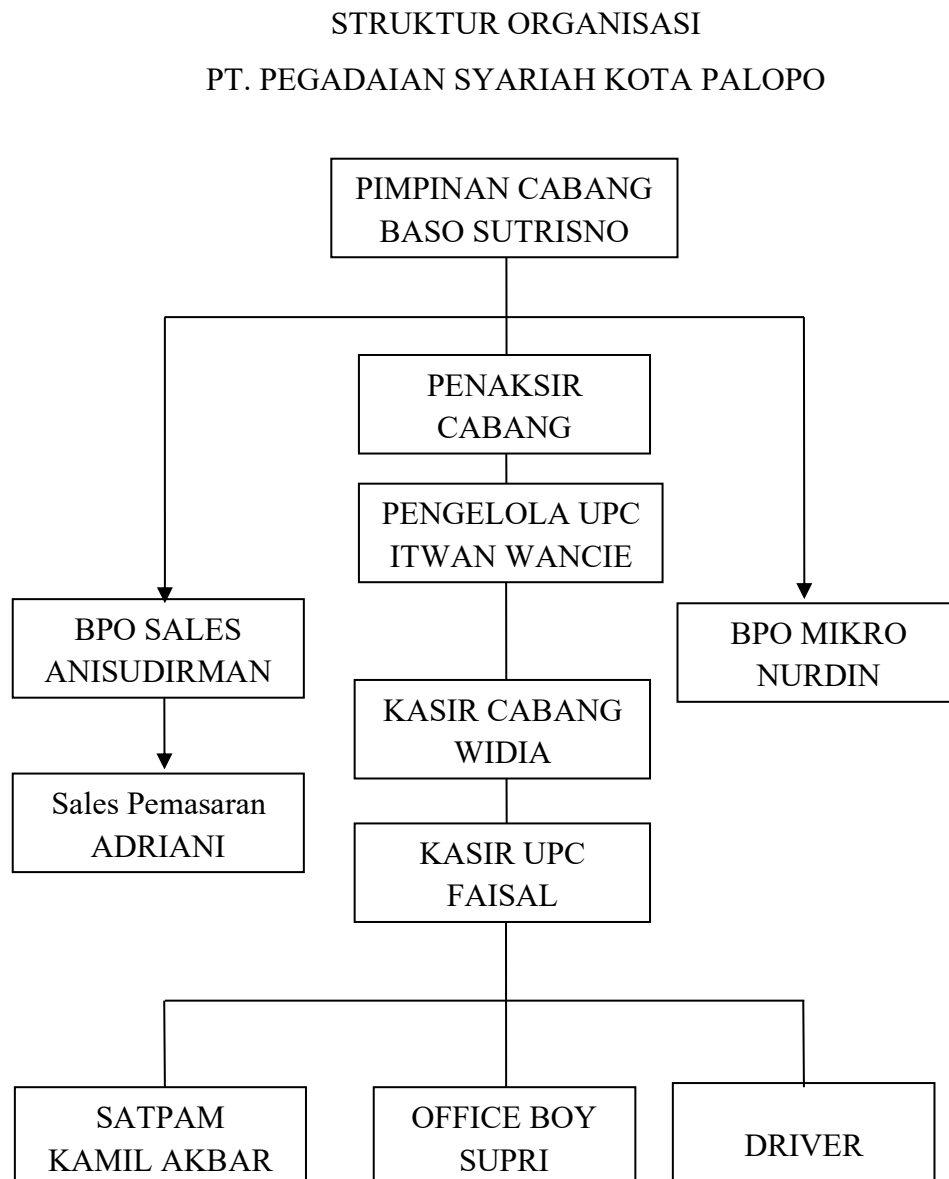 STRUKTUR ORGANISASI
PT. PEGADAIAN SYARIAH KOTA PALOPO
PIMPINAN CABANG
BASO SUTRISNO
PENAKSIR
CABANG
PENGELOLA UPC
ITWAN WANCIE
BPO SALES
ANISUDIRMAN
BPO MIKRO
NURDIN
KASIR CABANG
WIDIA
Sales Pemasaran
ADRIANI
KASIR UPC
FAISAL
SATPAM
KAMIL AKBAR
OFFICE BOY
SUPRI
DRIVER